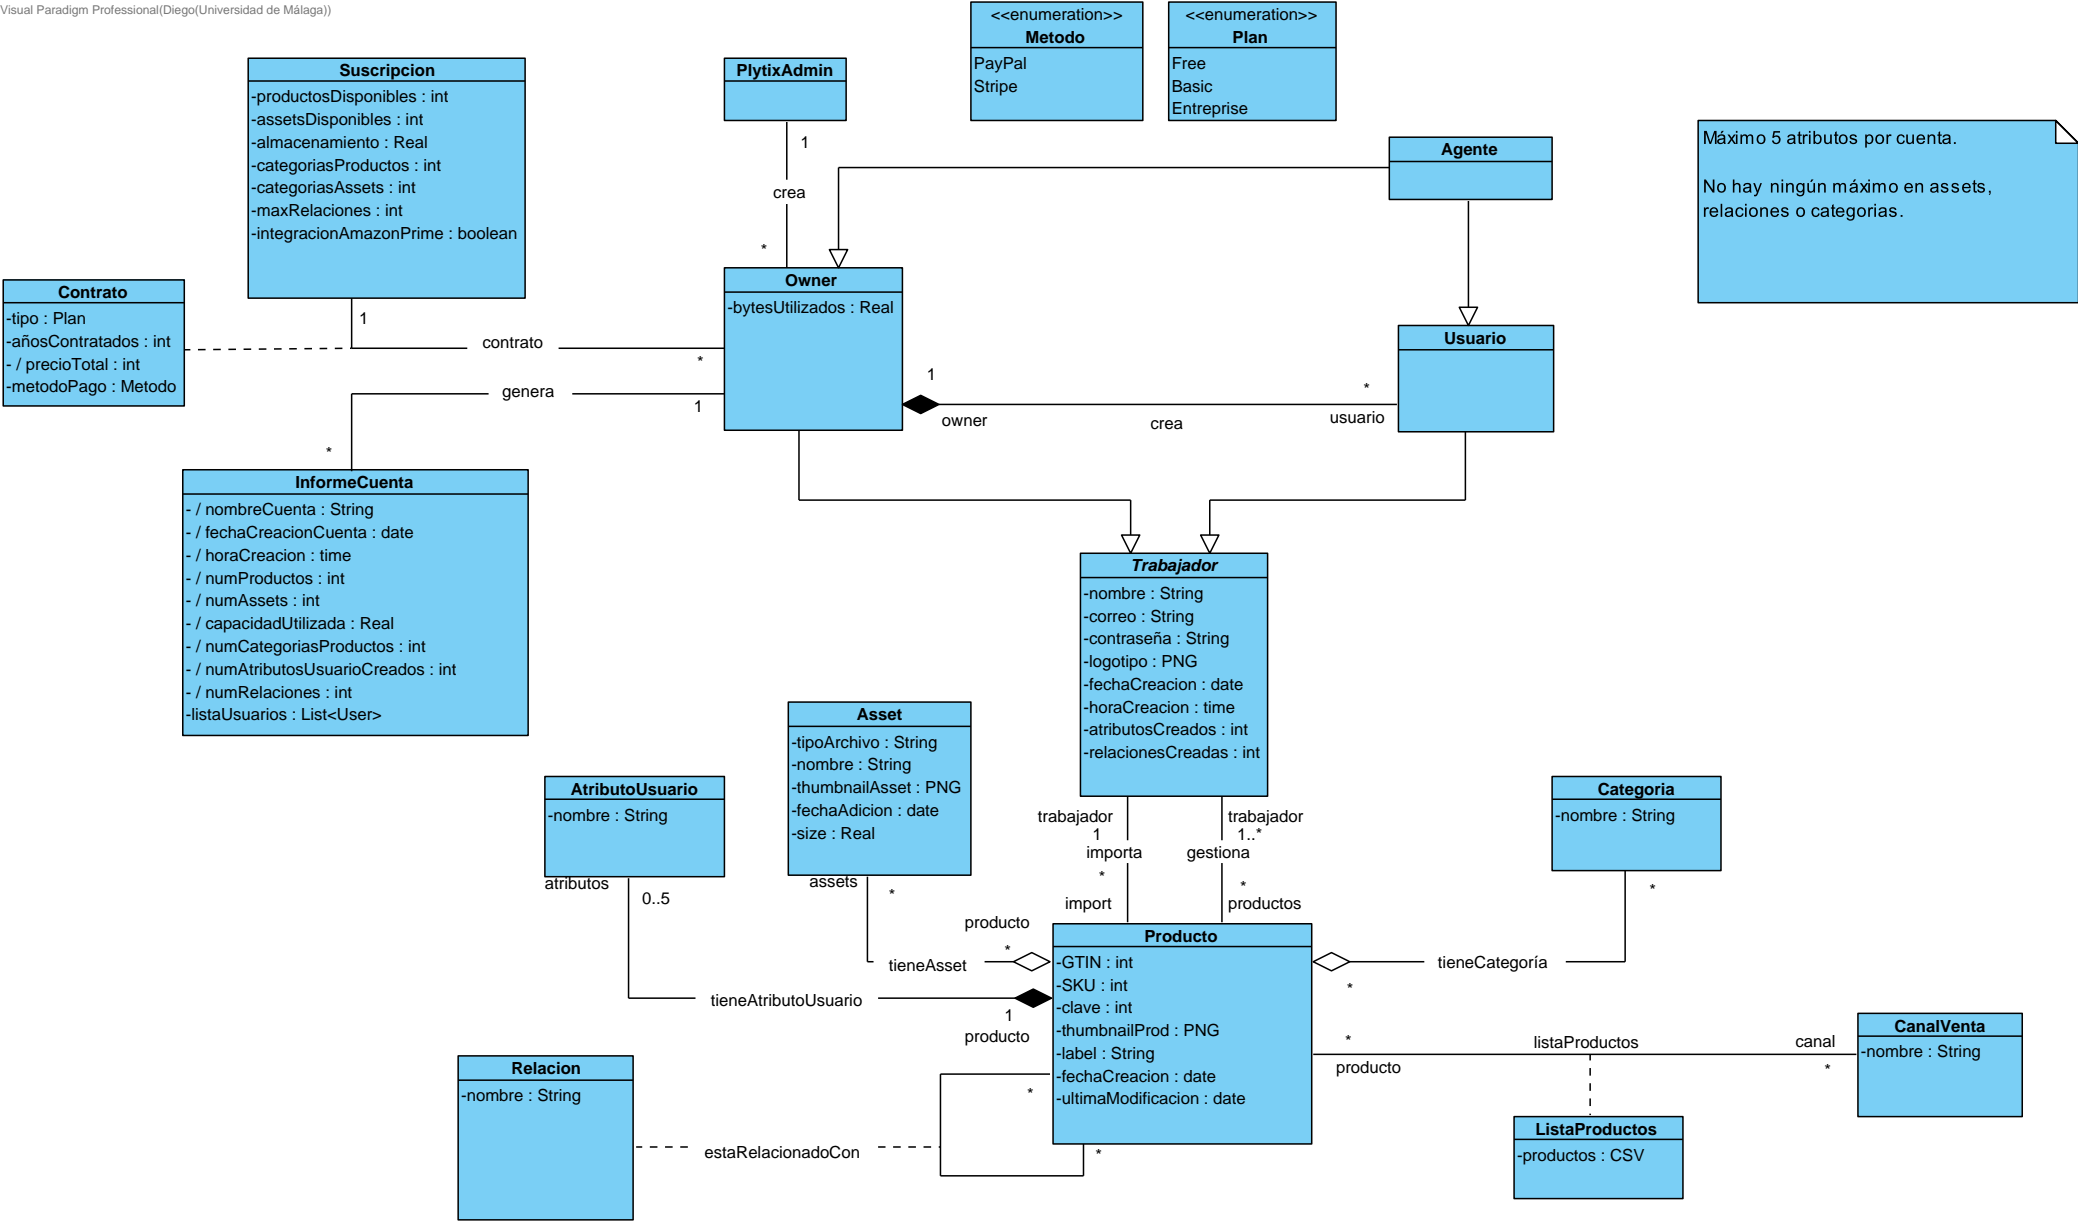 Visual Paradigm Professional(Diego(Universidad de Málaga))
<<enumeration>>
Metodo
PayPal
Stripe
<<enumeration>>
Plan
Free
Basic
Entreprise
Suscripcion
-productosDisponibles : int
-assetsDisponibles : int
-almacenamiento : Real
-categoriasProductos : int
-categoriasAssets : int
-maxRelaciones : int
-integracionAmazonPrime : boolean
PlytixAdmin
1
crea
*
Agente
Máximo 5 atributos por cuenta.
No hay ningún máximo en assets,
relaciones o categorias.
Contrato
-tipo : Plan
-añosContratados : int
- / precioTotal : int
-metodoPago : Metodo
1
contrato
*
Owner
-bytesUtilizados : Real
Usuario
genera
1
*
1
owner
crea
*
usuario
InformeCuenta
- / nombreCuenta : String
- / fechaCreacionCuenta : date
- / horaCreacion : time
- / numProductos : int
- / numAssets : int
- / capacidadUtilizada : Real
- / numCategoriasProductos : int
- / numAtributosUsuarioCreados : int
- / numRelaciones : int
-listaUsuarios : List<User>
Trabajador
-nombre : String
-correo : String
-contraseña : String
-logotipo : PNG
-fechaCreacion : date
-horaCreacion : time
-atributosCreados : int
-relacionesCreadas : int
Asset
-tipoArchivo : String
-nombre : String
-thumbnailAsset : PNG
-fechaAdicion : date
-size : Real
AtributoUsuario
-nombre : String
Categoria
-nombre : String
trabajador
1
importa
*
import
trabajador
1..*
gestiona
*
productos
atributos
0..5
assets
*
*
producto
*
tieneAsset
tieneAtributoUsuario
1
producto
Producto
-GTIN : int
-SKU : int
-clave : int
-thumbnailProd : PNG
-label : String
-fechaCreacion : date
-ultimaModificacion : date
tieneCategoría
*
*
producto
listaProductos
canal
*
CanalVenta
-nombre : String
ListaProductos
-productos : CSV
Relacion
-nombre : String
estaRelacionadoCon
*
*